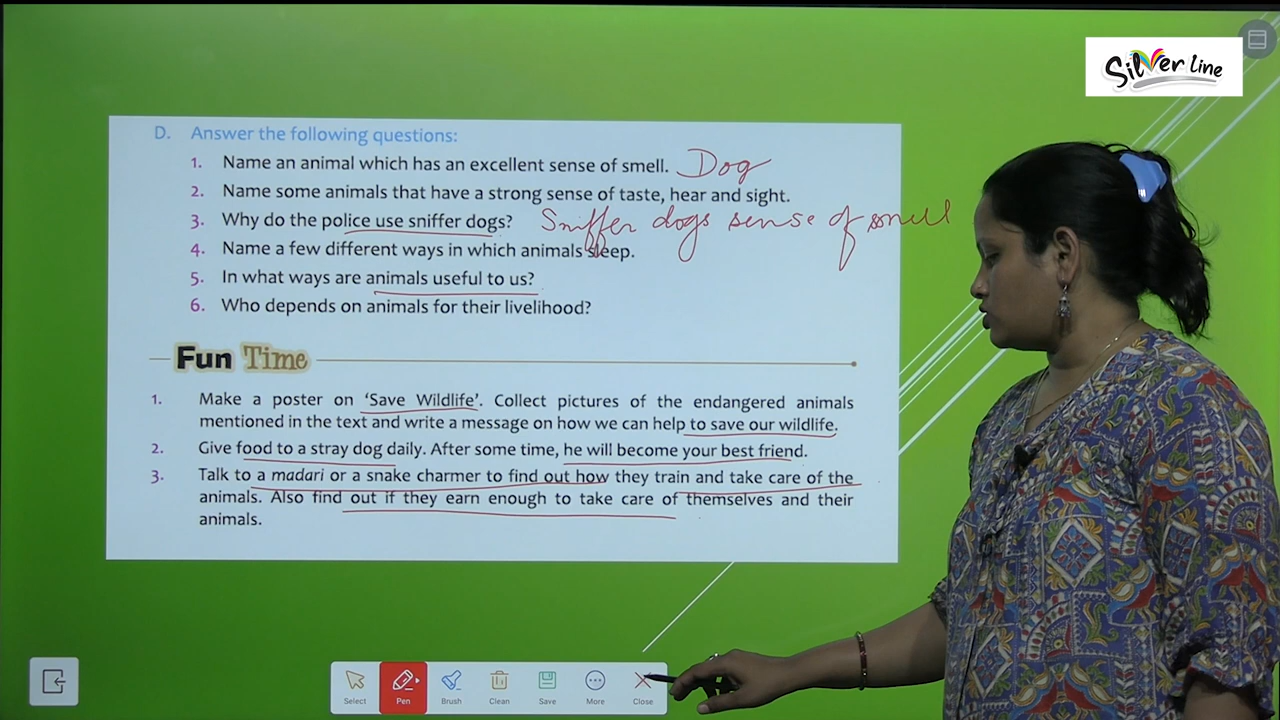 Silver Line
D. Answer the following questions:
1. Name an animal which has an excellent sense of smell. Dog
2. Name some animals that have a strong sense of taste, hear and sight.
3. Why do the police use sniffer dogs? Sniffer dogs sense of smell
4. Name a few different ways in which animals sleep.
5. In what ways are animals useful to us?
6. Who depends on animals for their livelihood?
Fun Time
1. Make a poster on ‘Save Wildlife’. Collect pictures of the endangered animals
mentioned in the text and write a message on how we can help to save our wildlife.
2. Give food to a stray dog daily. After some time, he will become your best friend.
3. Talk to a madari or a snake charmer to find out how they train and take care of the
animals. Also find out if they earn enough to take care of themselves and their
animals.
Select Pen Brush Clean Save More Close